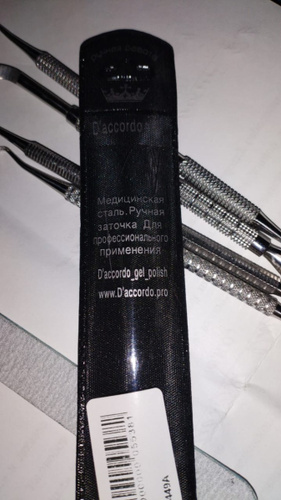 D'accordo
Медицинская
сталь. Ручная
заточка Для
профессионального
применения
D'accordo_gel_polish
www.D'accordo.pro